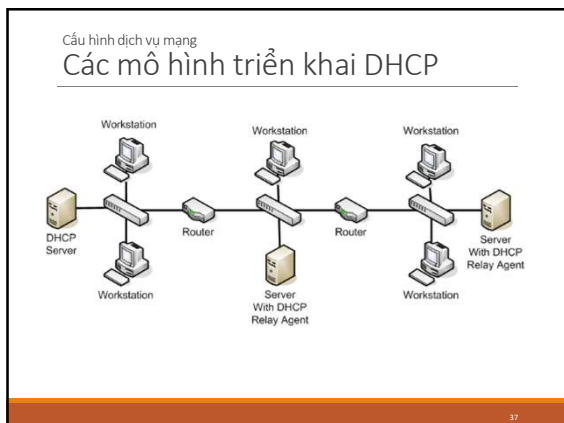 Cấu hình dịch vụ mạng
Các mô hình triển khai DHCP
Workstation
Workstation
Workstation
DHCP
Server
Router
Router
Server
With DHCP
Relay Agent
Workstation
Server
With DHCP
Relay Agent
Workstation
37